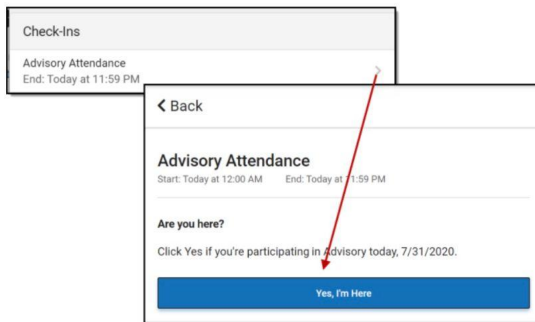 Check-Ins
Advisory Attendance
End: Today at 11:59 PM
Back
Advisory Attendance
Start: Today at 12:00 AM End: Today at 11:59 PM
Are you here?
Click Yes if you're participating in Advisory today, 7/31/2020.
Yes, I'm Here